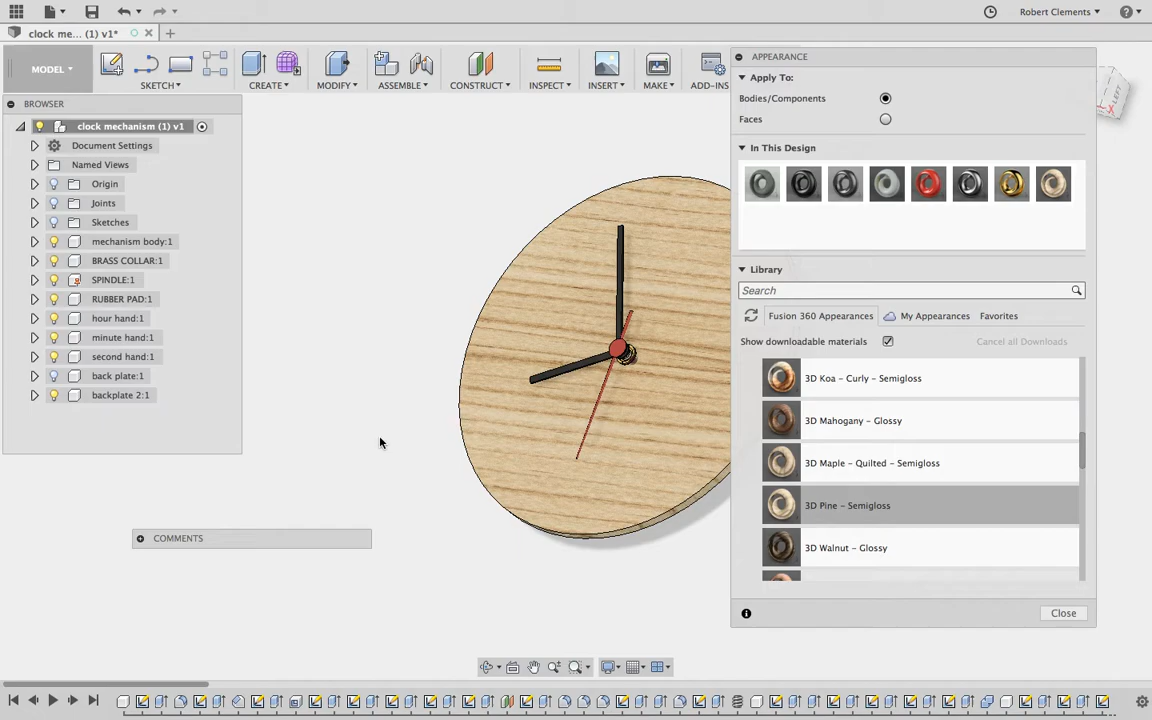 Robert Clements
clock me... (1) v1*
MODEL
SKETCH
CREATE
MODIFY
ASSEMBLE
CONSTRUCT
INSPECT
INSERT
MAKE
ADD-INS
BROWSER
clock mechanism (1) v1
Document Settings
Named Views
Origin
Joints
Sketches
mechanism body:1
BRASS COLLAR:1
SPINDLE:1
RUBBER PAD:1
hour hand:1
minute hand:1
second hand:1
back plate:1
backplate 2:1
COMMENTS
APPEARANCE
Apply To:
Bodies/Components
Faces
In This Design
Library
Search
Fusion 360 Appearances
My Appearances
Favorites
Show downloadable materials
Cancel all Downloads
3D Koa - Curly - Semigloss
3D Mahogany - Glossy
3D Maple - Quilted - Semigloss
3D Pine - Semigloss
3D Walnut - Glossy
Close
LEFT
X